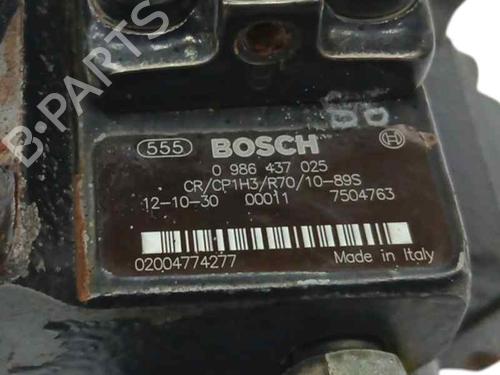 555 BOSCH
0 986 437 025
CR/CP1H3/R70/10-89S
12-10-30 00011 7504763
02004774277 Made in Italy
B-PARTS
B-PARTS